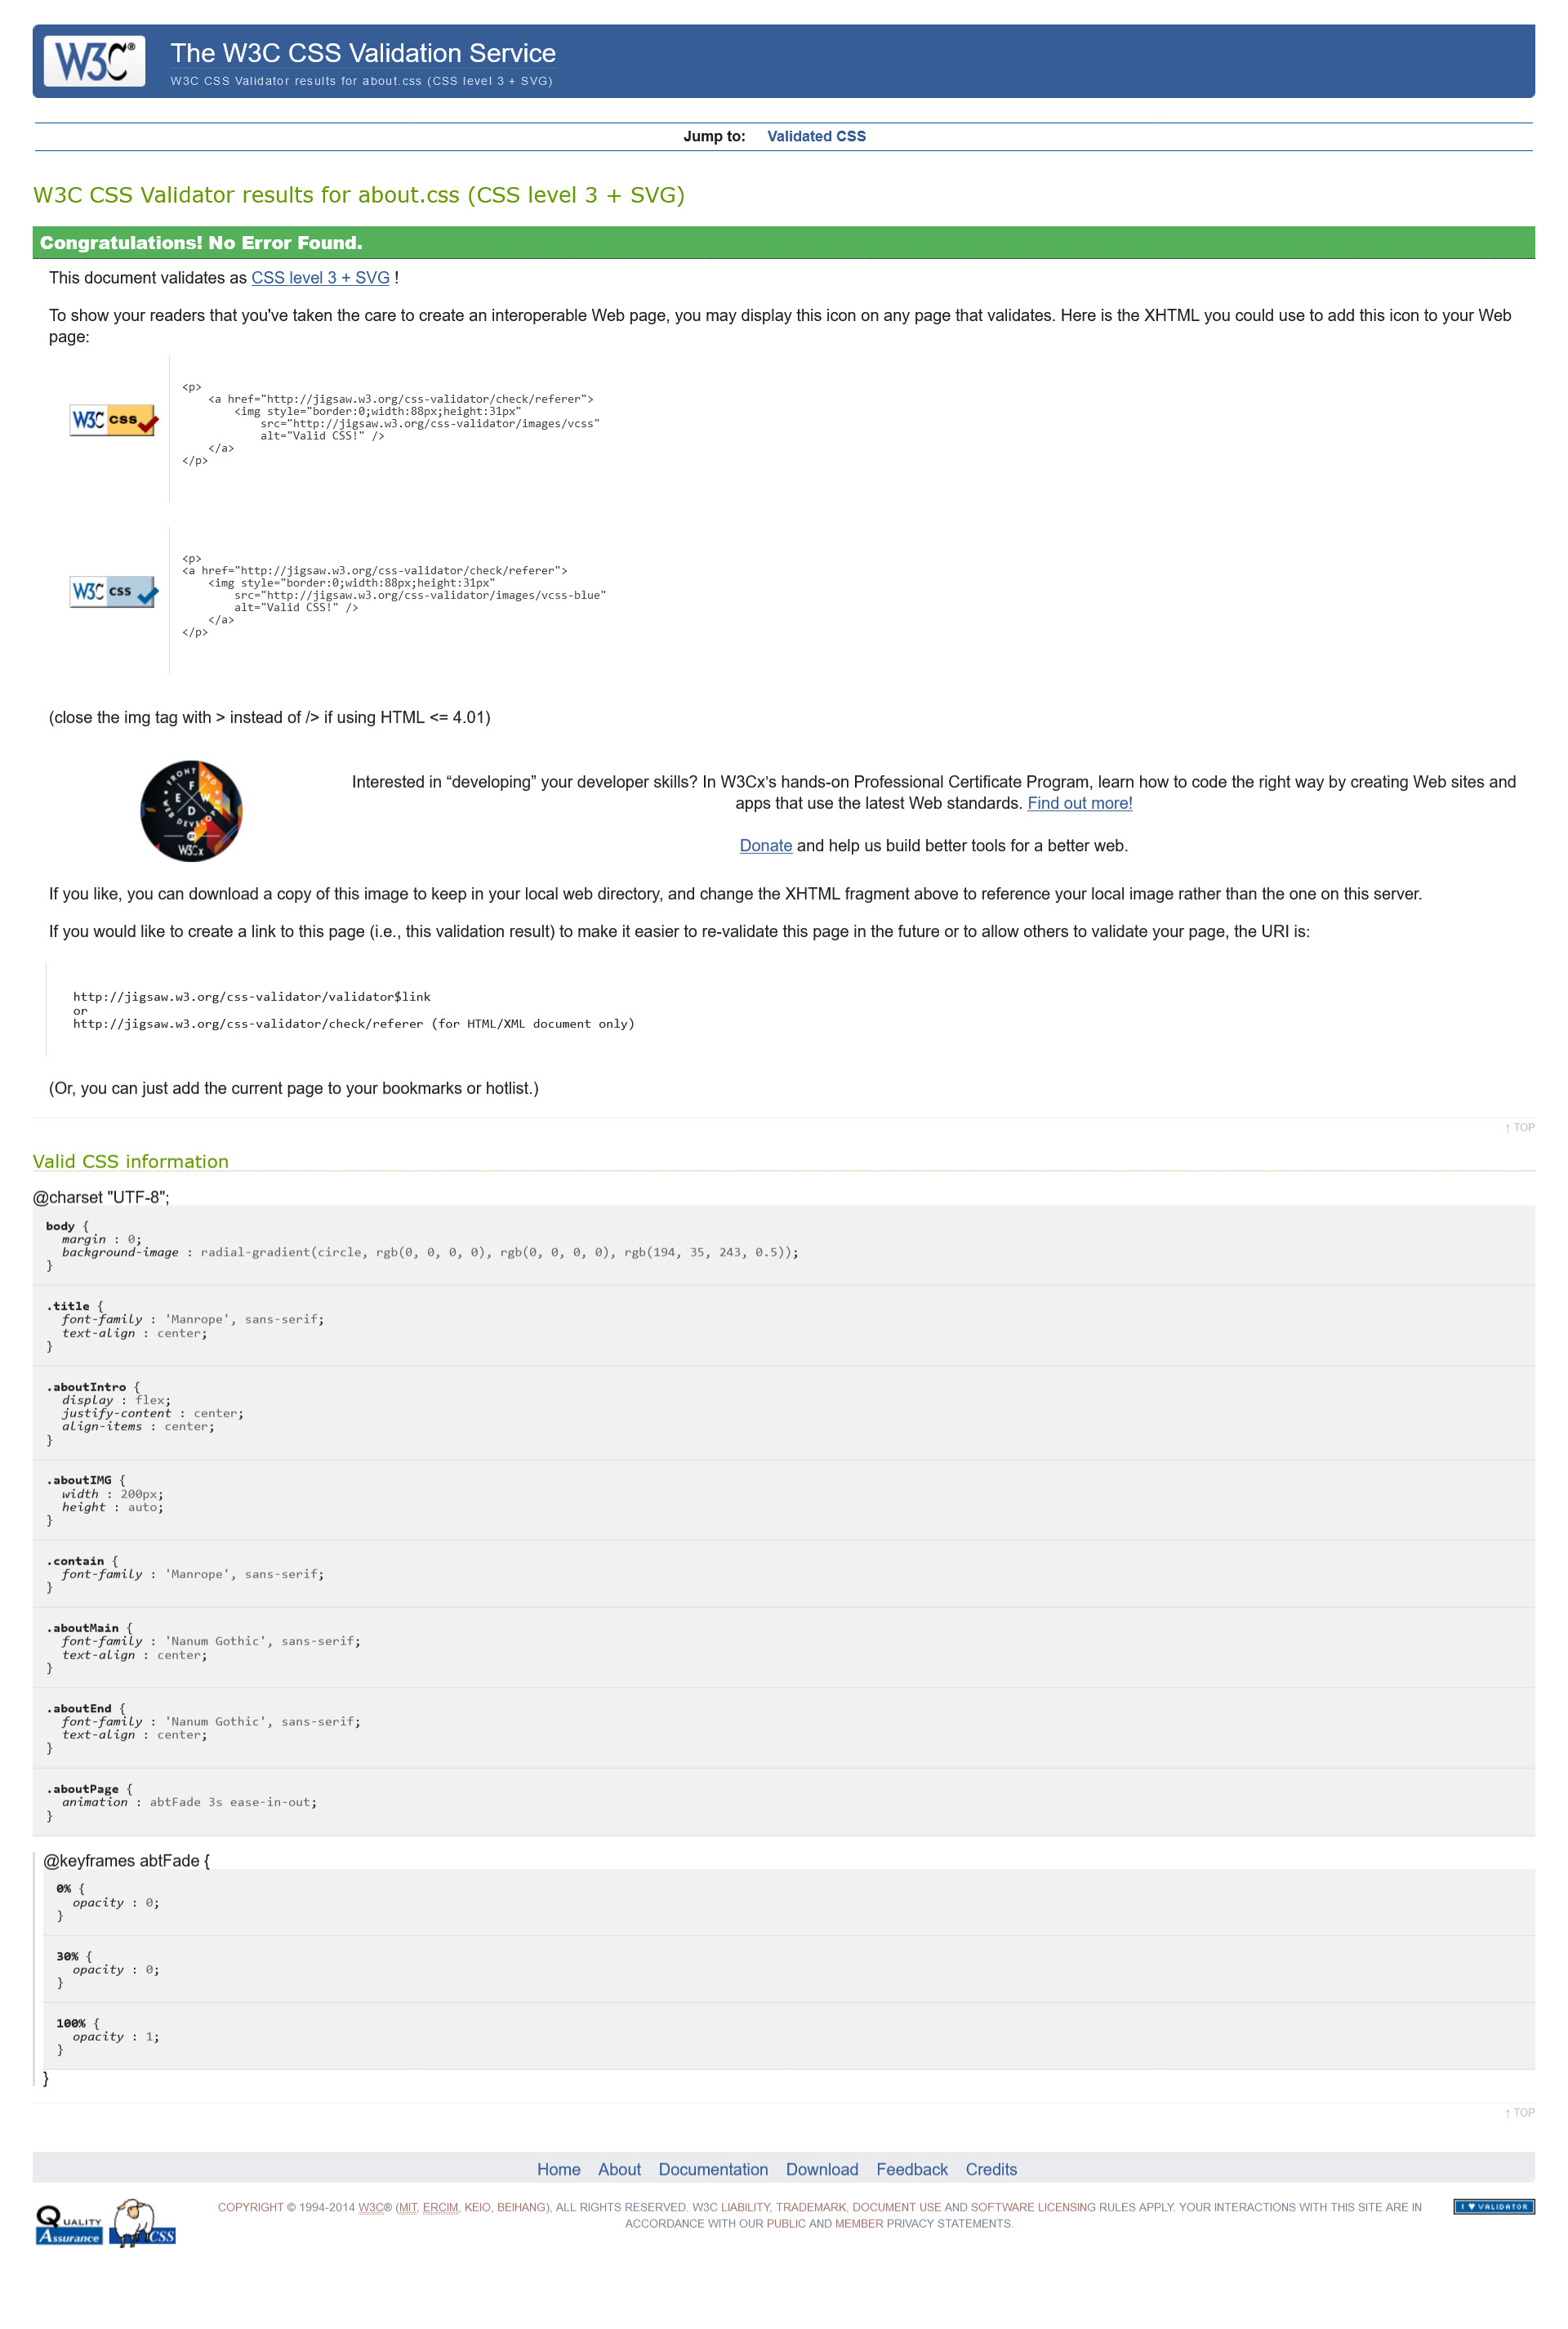 W3C®
The W3C CSS Validation Service
W3C CSS Validator results for about.css (CSS level 3 + SVG)
Jump to: Validated CSS
W3C CSS Validator results for about.css (CSS level 3 + SVG)
Congratulations! No Error Found.
This document validates as CSS level 3 + SVG !
To show your readers that you've taken the care to create an interoperable Web page, you may display this icon on any page that validates. Here is the XHTML you could use to add this icon to your Web
page:
W3C css
<p>
    <a href="http://jigsaw.w3.org/css-validator/check/referer">
        <img style="border:0;width:88px;height:31px"
            src="http://jigsaw.w3.org/css-validator/images/vcss"
            alt="Valid CSS!" />
    </a>
</p>
W3C css
<p>
<a href="http://jigsaw.w3.org/css-validator/check/referer">
    <img style="border:0;width:88px;height:31px"
        src="http://jigsaw.w3.org/css-validator/images/vcss-blue"
        alt="Valid CSS!" />
    </a>
</p>
(close the img tag with > instead of /> if using HTML <= 4.01)
FRONT END
WEB DEVELOPER
F
E W
D
BY
W3Cx
Interested in “developing” your developer skills? In W3Cx’s hands-on Professional Certificate Program, learn how to code the right way by creating Web sites and
apps that use the latest Web standards. Find out more!
Donate and help us build better tools for a better web.
If you like, you can download a copy of this image to keep in your local web directory, and change the XHTML fragment above to reference your local image rather than the one on this server.
If you would like to create a link to this page (i.e., this validation result) to make it easier to re-validate this page in the future or to allow others to validate your page, the URI is:
http://jigsaw.w3.org/css-validator/validator$link
or
http://jigsaw.w3.org/css-validator/check/referer (for HTML/XML document only)
(Or, you can just add the current page to your bookmarks or hotlist.)
↑ TOP
Valid CSS information
@charset "UTF-8";
body {
  margin : 0;
  background-image : radial-gradient(circle, rgb(0, 0, 0, 0), rgb(0, 0, 0, 0), rgb(194, 35, 243, 0.5));
}
.title {
  font-family : 'Manrope', sans-serif;
  text-align : center;
}
.aboutIntro {
  display : flex;
  justify-content : center;
  align-items : center;
}
.aboutIMG {
  width : 200px;
  height : auto;
}
.contain {
  font-family : 'Manrope', sans-serif;
}
.aboutMain {
  font-family : 'Nanum Gothic', sans-serif;
  text-align : center;
}
.aboutEnd {
  font-family : 'Nanum Gothic', sans-serif;
  text-align : center;
}
.aboutPage {
  animation : abtFade 3s ease-in-out;
}
@keyframes abtFade {
0% {
  opacity : 0;
}
30% {
  opacity : 0;
}
100% {
  opacity : 1;
}
}
↑ TOP
Home About Documentation Download Feedback Credits
QUALITY
Assurance
CSS
COPYRIGHT © 1994-2014 W3C® (MIT, ERCIM, KEIO, BEIHANG), ALL RIGHTS RESERVED. W3C LIABILITY, TRADEMARK, DOCUMENT USE AND SOFTWARE LICENSING RULES APPLY. YOUR INTERACTIONS WITH THIS SITE ARE IN
ACCORDANCE WITH OUR PUBLIC AND MEMBER PRIVACY STATEMENTS.
I ♥ VALIDATOR